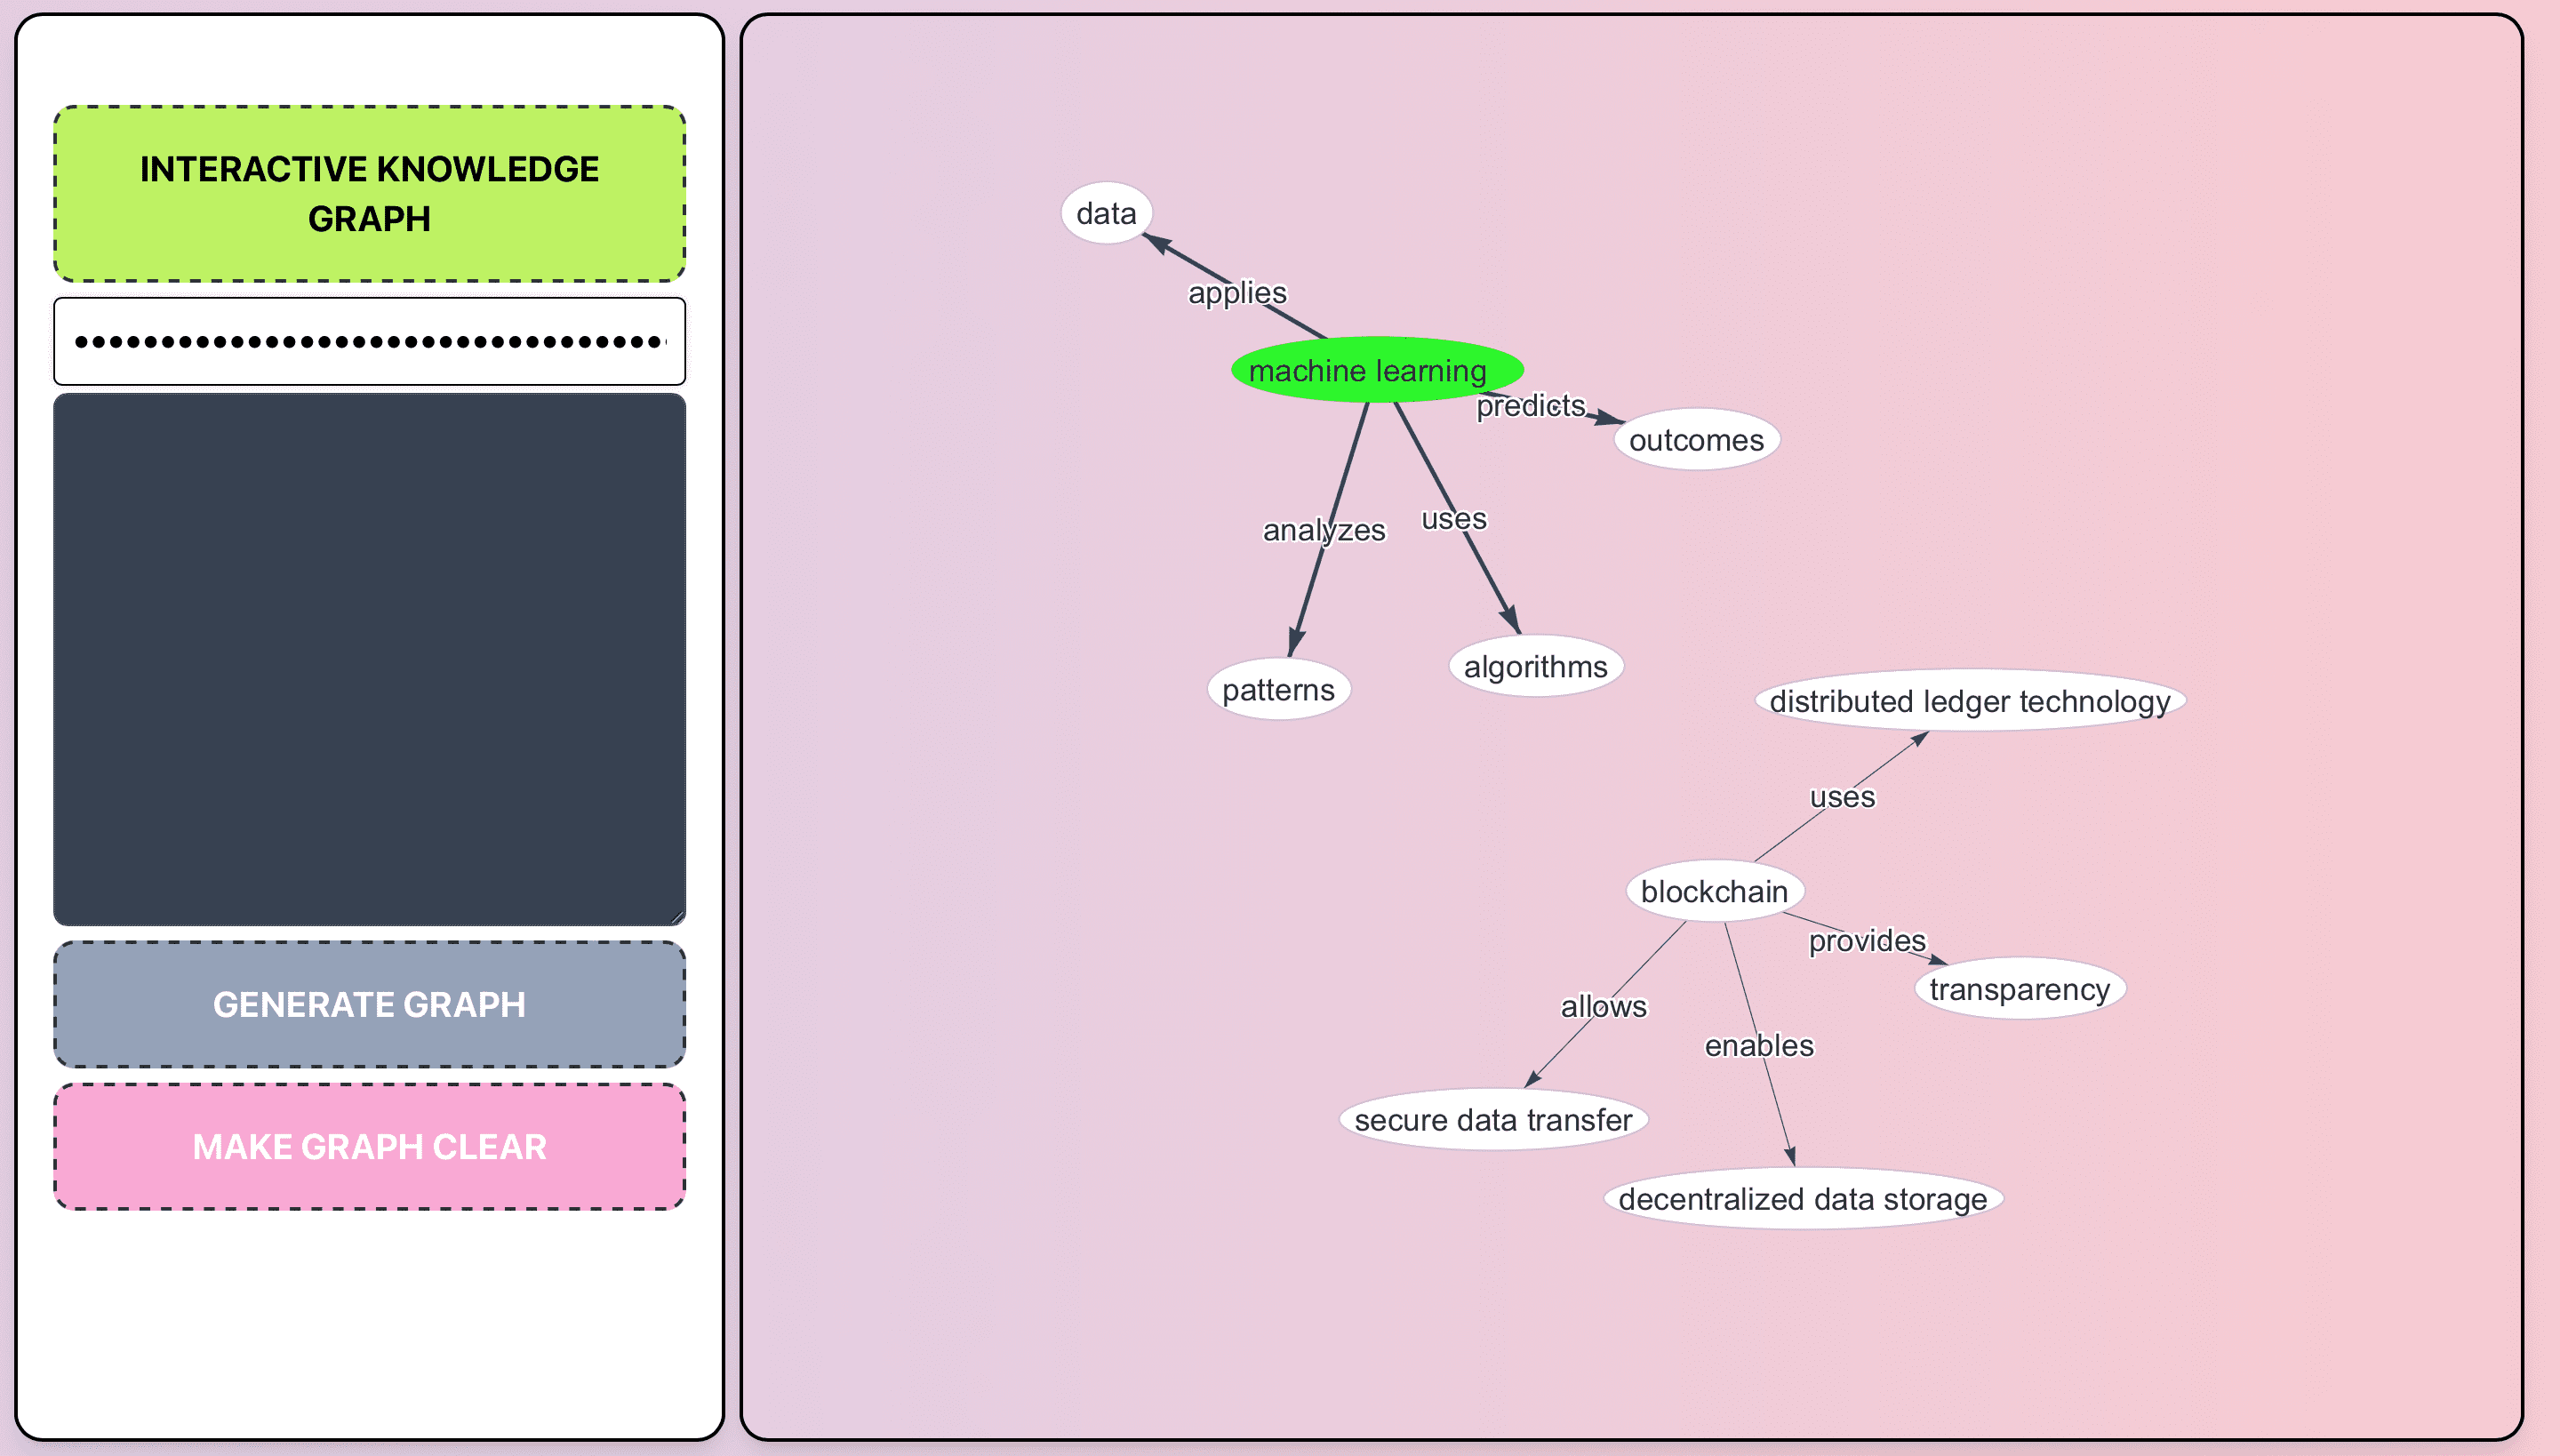 INTERACTIVE KNOWLEDGE
GRAPH
GENERATE GRAPH
MAKE GRAPH CLEAR
data
applies
machine learning
predicts
outcomes
analyzes
uses
patterns
algorithms
distributed ledger technology
uses
blockchain
provides
transparency
allows
enables
secure data transfer
decentralized data storage